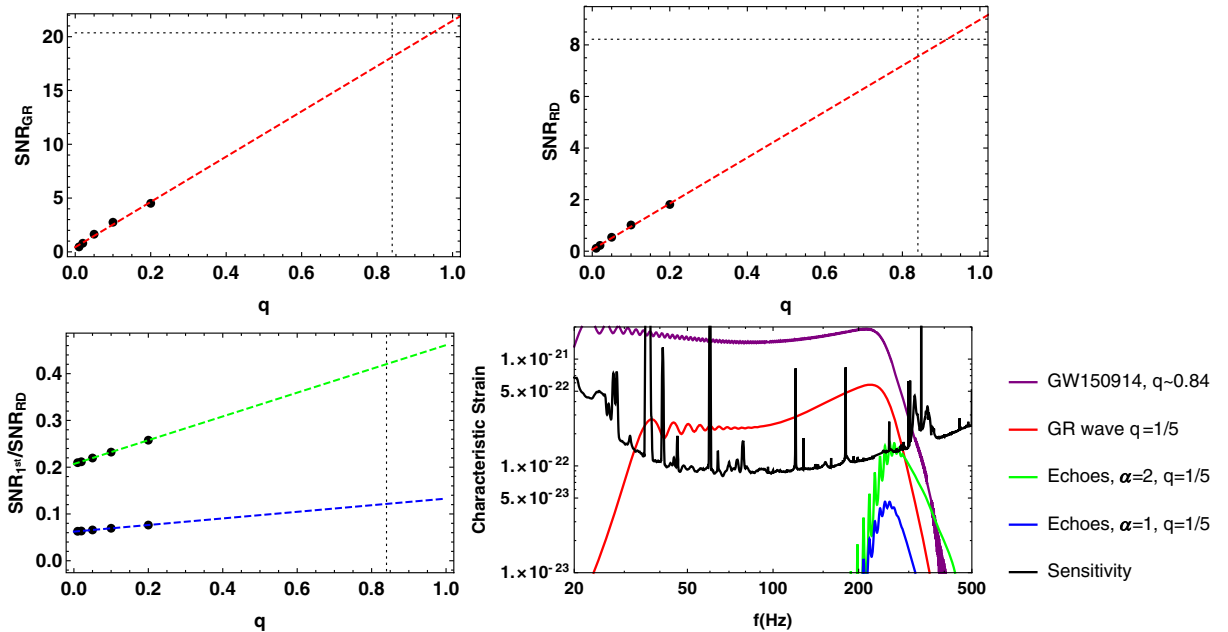 20
15
10
5
0
SNR_GR
0.0 0.2 0.4 0.6 0.8 1.0
q
8
6
4
2
0
SNR_RD
0.0 0.2 0.4 0.6 0.8 1.0
q
0.4
0.3
0.2
0.1
0.0
SNR_1st/SNR_RD
0.0 0.2 0.4 0.6 0.8 1.0
q
1.×10^-21
5.×10^-22
1.×10^-22
5.×10^-23
1.×10^-23
Characteristic Strain
20 50 100 200 500
f(Hz)
GW150914, q~0.84
GR wave q=1/5
Echoes, α=2, q=1/5
Echoes, α=1, q=1/5
Sensitivity